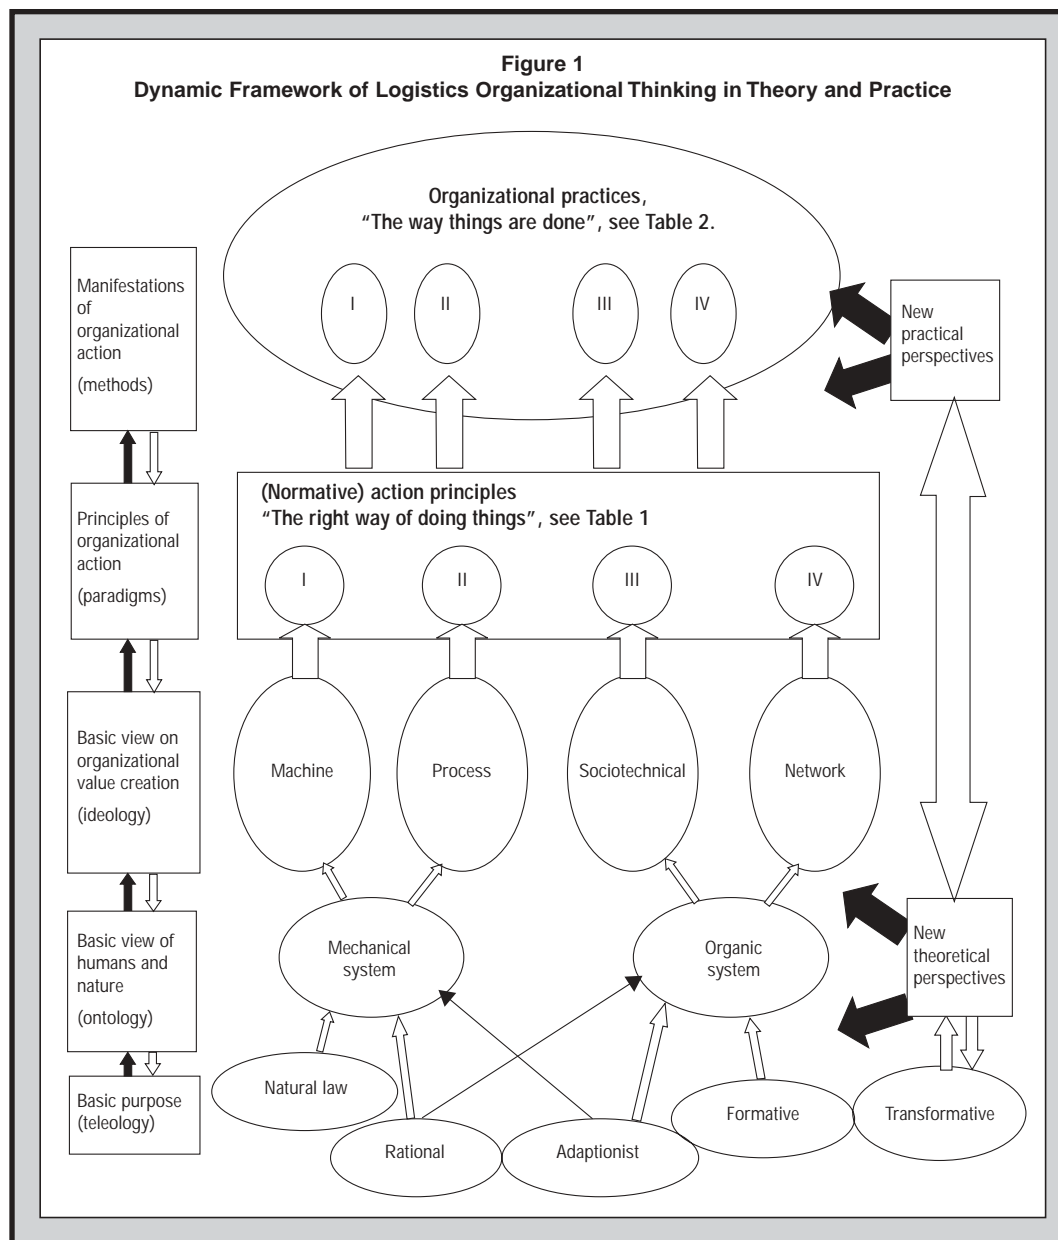 Figure 1
Dynamic Framework of Logistics Organizational Thinking in Theory and Practice
Organizational practices,
“The way things are done”, see Table 2.
I
II
III
IV
Manifestations
of
organizational
action
(methods)
New
practical
perspectives
(Normative) action principles
“The right way of doing things”, see Table 1
I
II
III
IV
Principles of
organizational
action
(paradigms)
Basic view on
organizational
value creation
(ideology)
Machine
Process
Sociotechnical
Network
Basic view of
humans and
nature
(ontology)
Mechanical
system
Organic
system
New
theoretical
perspectives
Basic purpose
(teleology)
Natural law
Rational
Adaptionist
Formative
Transformative